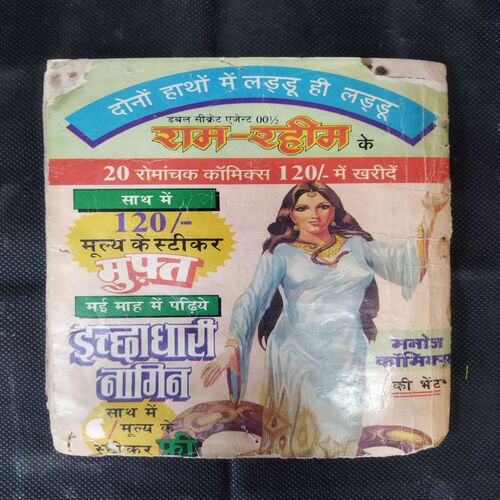 दोनों हाथों में लड्डू ही लड्डू
डबल सीक्रेट एजेन्ट 00½
राम-रहीम के
20 रोमांचक कॉमिक्स 120/- में खरीदें
साथ में
120/-
मूल्य के स्टीकर
मुफ़्त
मई माह में पढ़िये
इच्छाधारी
नागिन
साथ में
/ मूल्य के
स्टीकर फ्री
मनोज
कॉमिक्स
की भेंट